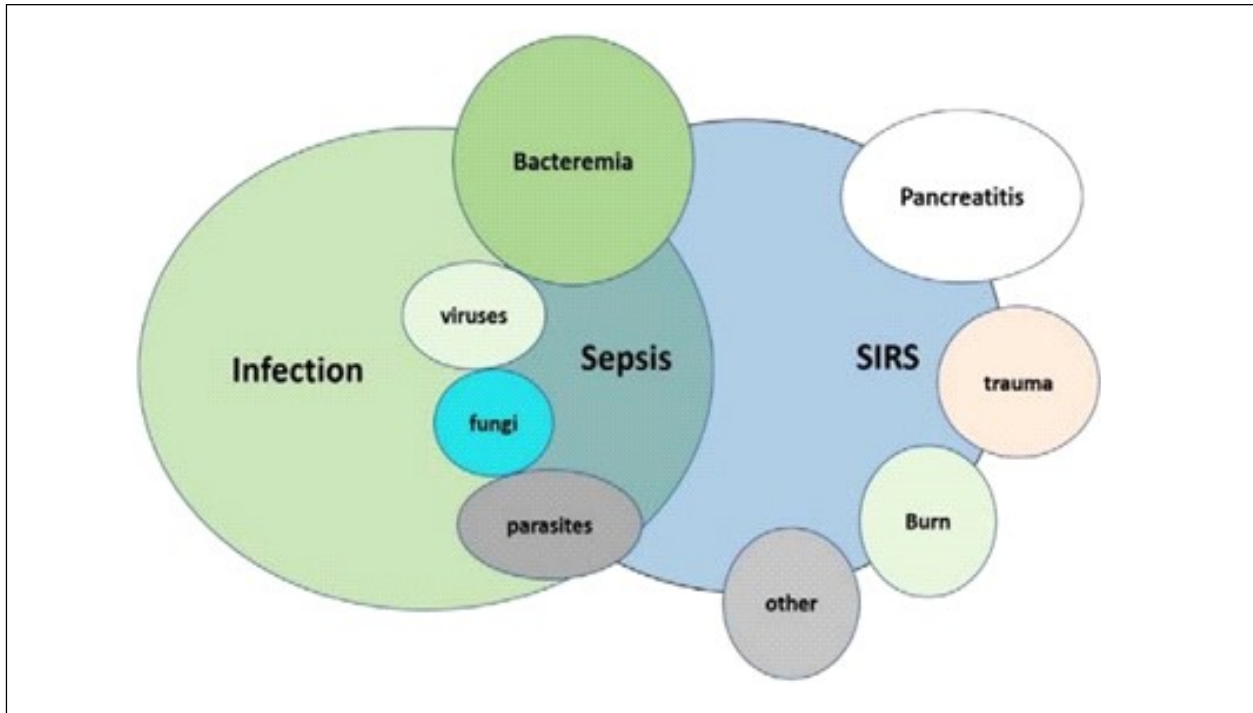 Bacteremia
Pancreatitis
viruses
Infection
Sepsis
SIRS
trauma
fungi
parasites
Burn
other